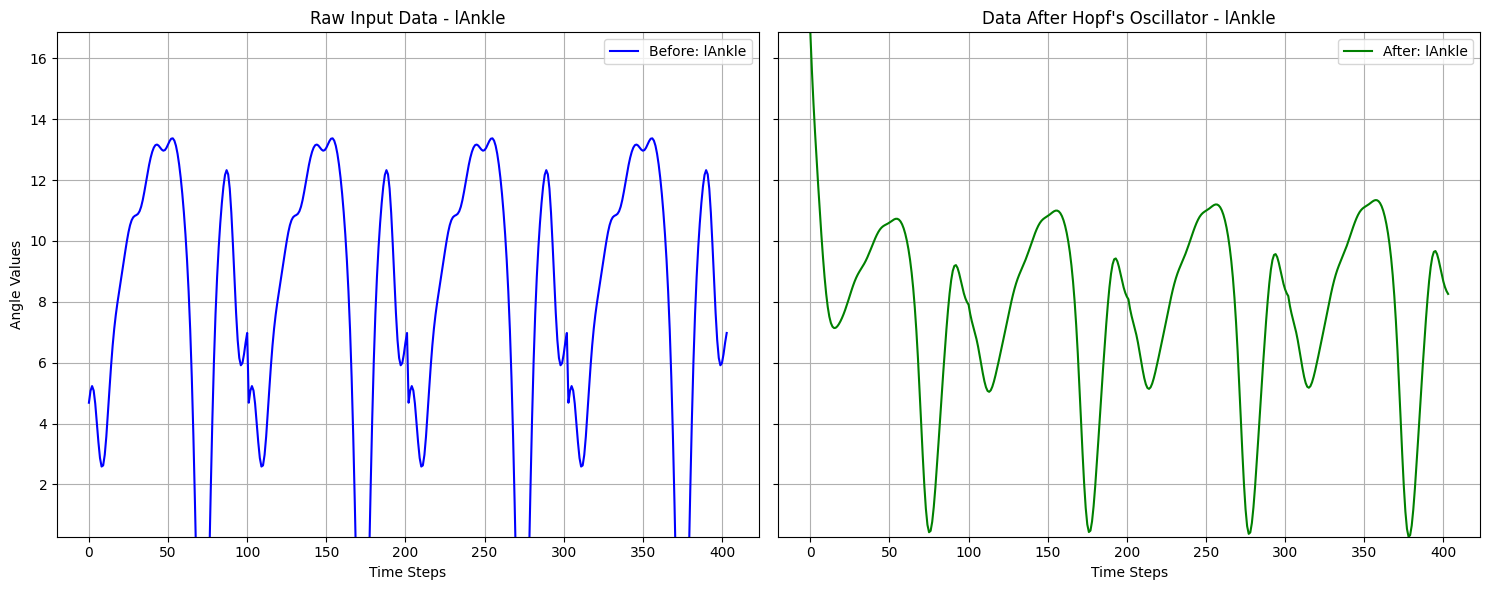 Raw Input Data - lAnkle
Before: lAnkle
16
14
12
10
8
6
4
2
Angle Values
0 50 100 150 200 250 300 350 400
Time Steps
Data After Hopf's Oscillator - lAnkle
After: lAnkle
0 50 100 150 200 250 300 350 400
Time Steps